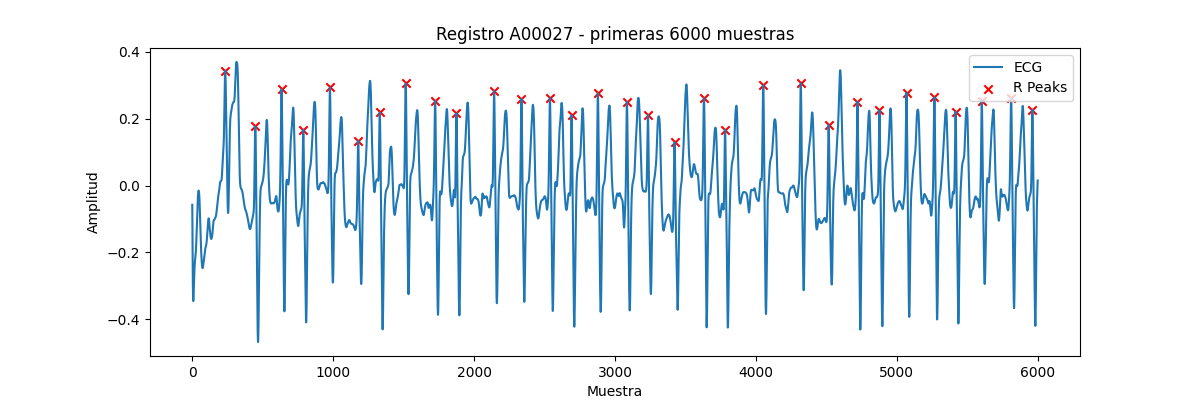 Registro A00027 - primeras 6000 muestras
ECG
R Peaks
0.4
0.2
0.0
−0.2
−0.4
Amplitud
0 1000 2000 3000 4000 5000 6000
Muestra